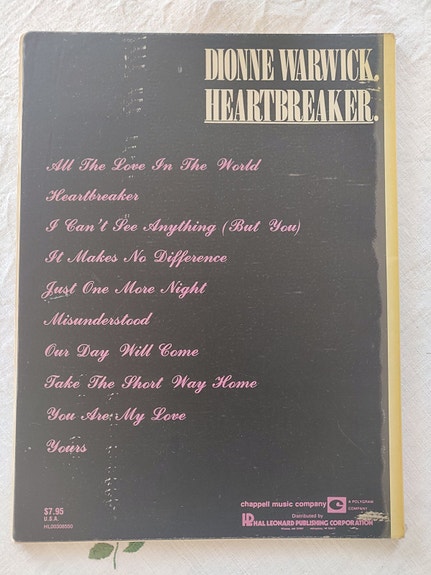 DIONNE WARWICK.
HEARTBREAKER.
All The Love In The World
Heartbreaker
I Can't See Anything (But You)
It Makes No Difference
Just One More Night
Misunderstood
Our Day Will Come
Take The Short Way Home
You Are My Love
Yours
$7.95
U.S.A.
HL00308550
chappell music company
A POLYGRAM
COMPANY
Distributed by
HAL LEONARD PUBLISHING CORPORATION